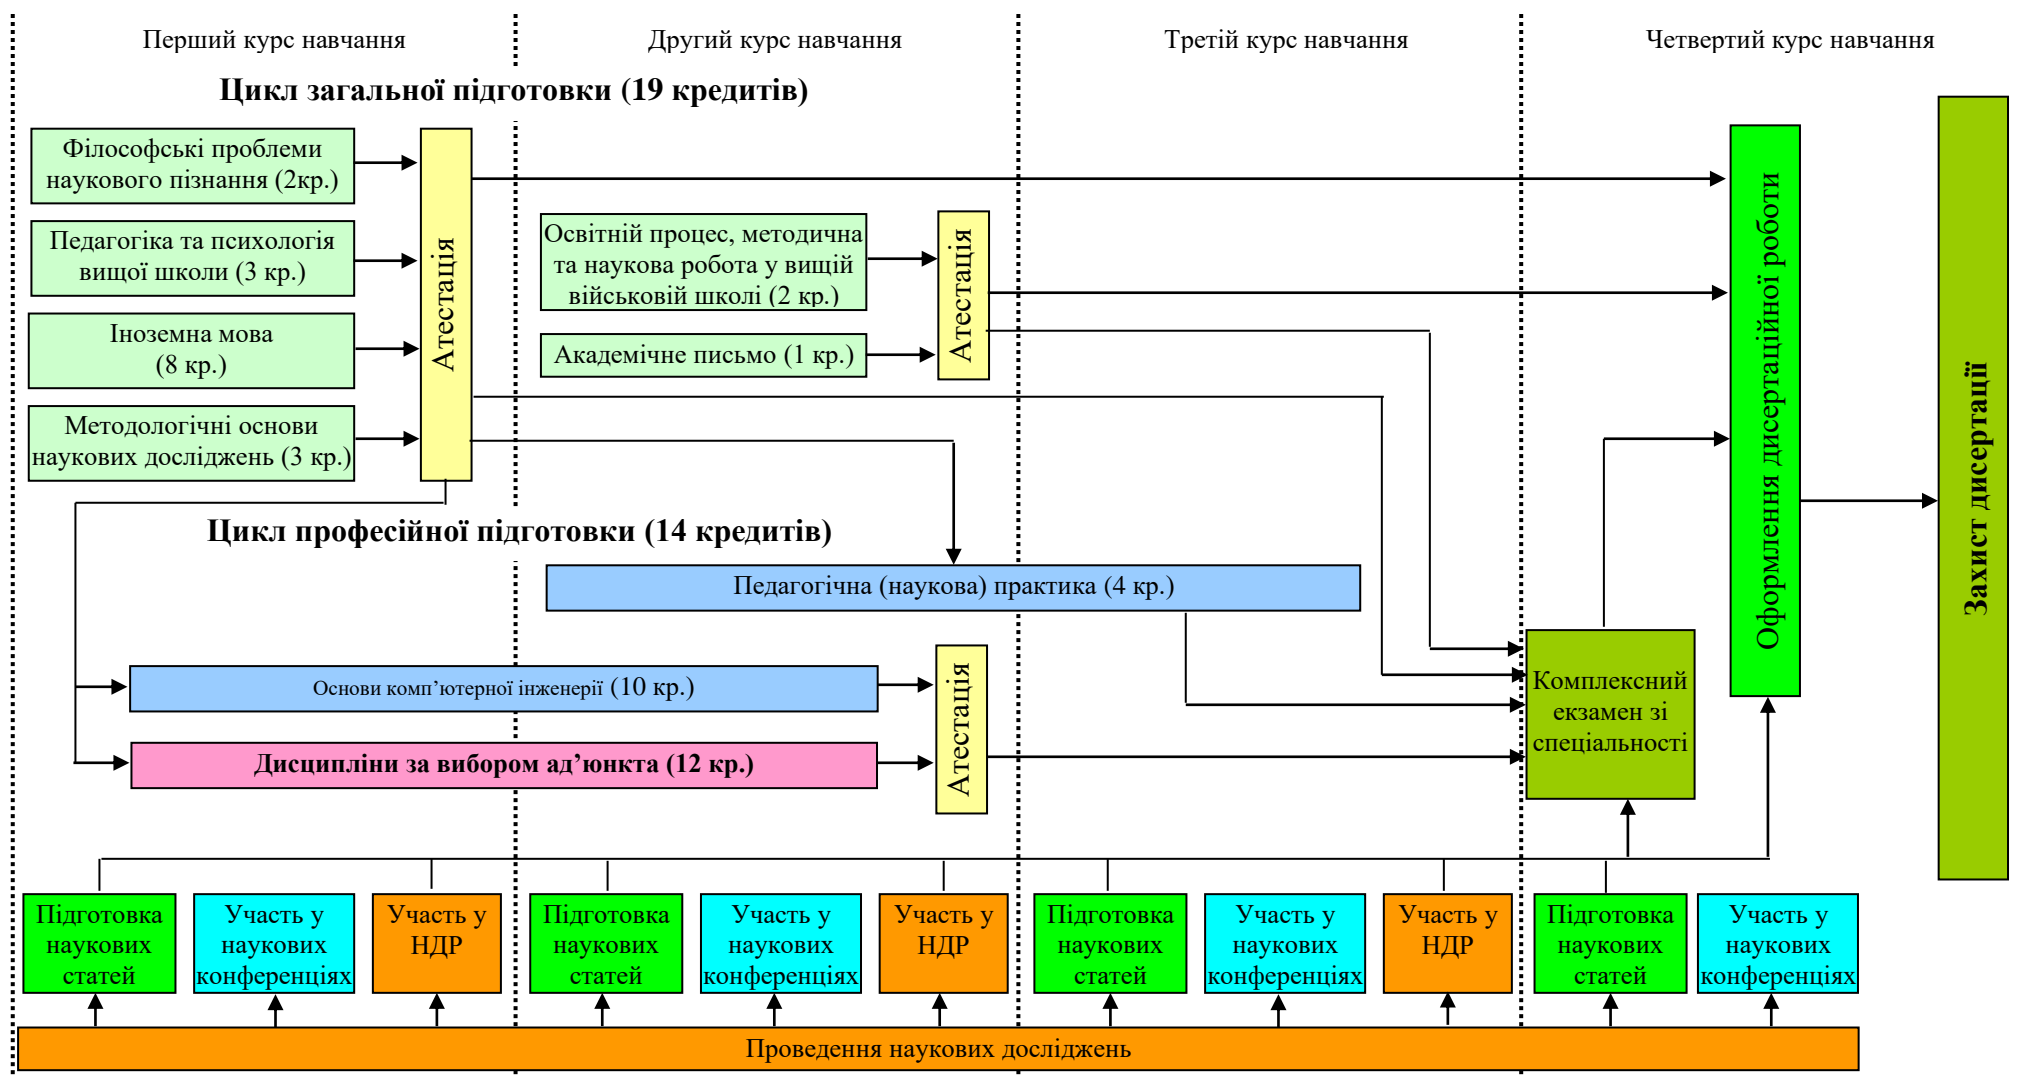 Перший курс навчання
Другий курс навчання
Третій курс навчання
Четвертий курс навчання
Цикл загальної підготовки (19 кредитів)
Філософські проблеми
наукового пізнання (2кр.)
Педагогіка та психологія
вищої школи (3 кр.)
Іноземна мова
(8 кр.)
Методологічні основи
наукових досліджень (3 кр.)
Атестація
Освітній процес, методична
та наукова робота у вищій
військовій школі (2 кр.)
Академічне письмо (1 кр.)
Атестація
Оформлення дисертаційної роботи
Захист дисертації
Цикл професійної підготовки (14 кредитів)
Педагогічна (наукова) практика (4 кр.)
Основи комп’ютерної інженерії (10 кр.)
Дисципліни за вибором ад’юнкта (12 кр.)
Атестація
Комплексний
екзамен зі
спеціальності
Підготовка
наукових
статей
Участь у
наукових
конференціях
Участь у
НДР
Підготовка
наукових
статей
Участь у
наукових
конференціях
Участь у
НДР
Підготовка
наукових
статей
Участь у
наукових
конференціях
Участь у
НДР
Підготовка
наукових
статей
Участь у
наукових
конференціях
Проведення наукових досліджень